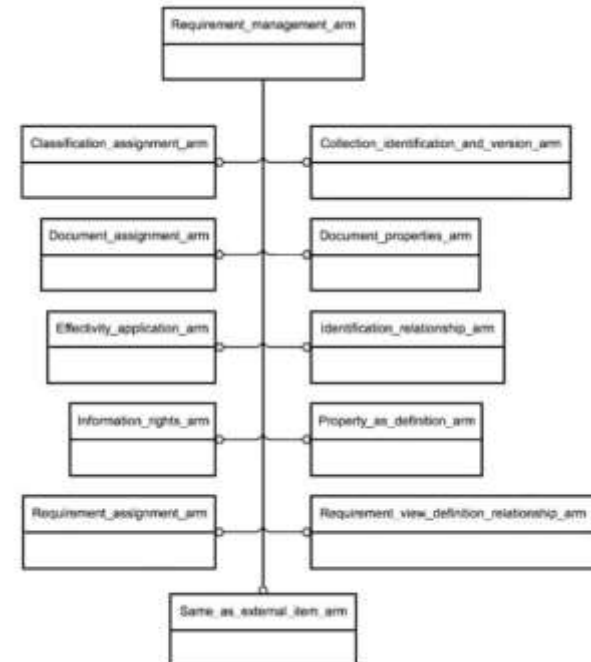 Requirement_management_arm
Classification_assignment_arm
Collection_identification_and_version_arm
Document_assignment_arm
Document_properties_arm
Effectivity_application_arm
Identification_relationship_arm
Information_rights_arm
Property_as_definition_arm
Requirement_assignment_arm
Requirement_view_definition_relationship_arm
Same_as_external_item_arm